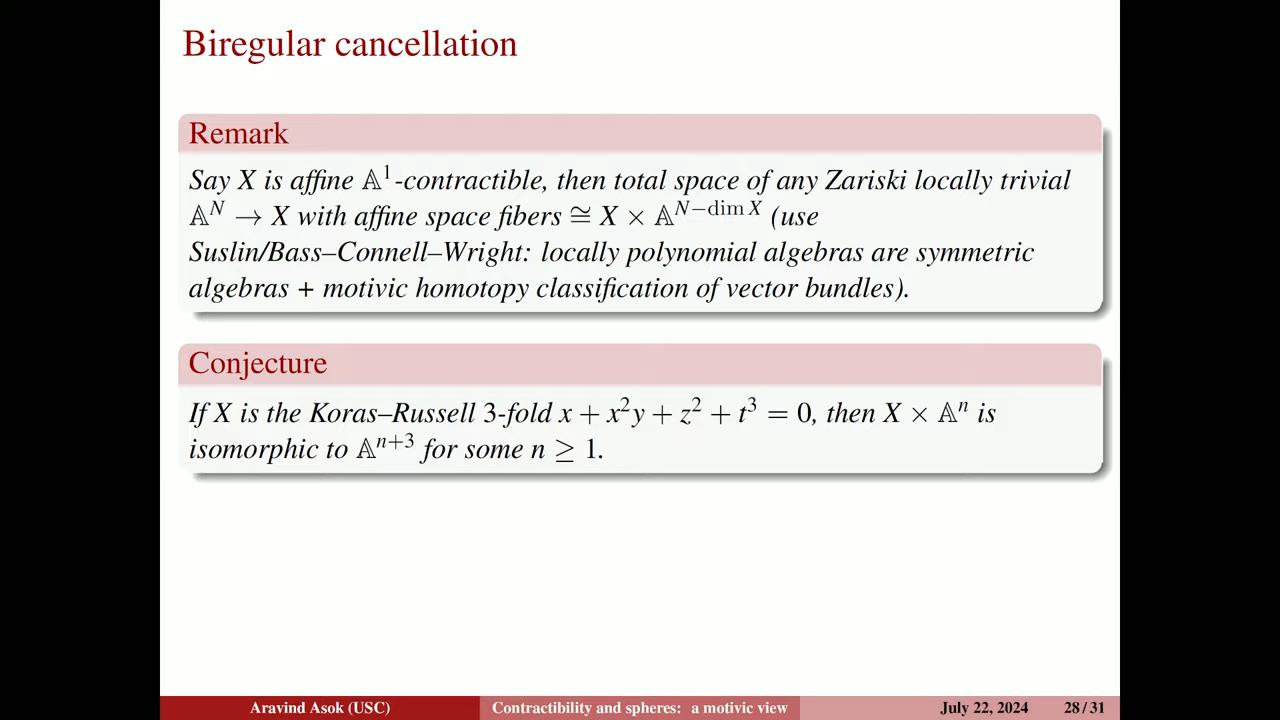 Biregular cancellation
Remark
Say X is affine 𝔸¹-contractible, then total space of any Zariski locally trivial
𝔸ᴺ → X with affine space fibers ≅ X × 𝔸^{N−dim X} (use
Suslin/Bass–Connell–Wright: locally polynomial algebras are symmetric
algebras + motivic homotopy classification of vector bundles).
Conjecture
If X is the Koras–Russell 3-fold x + x²y + z² + t³ = 0, then X × 𝔸ⁿ is
isomorphic to 𝔸ⁿ⁺³ for some n ≥ 1.
Aravind Asok (USC) Contractibility and spheres: a motivic view July 22, 2024 28 / 31